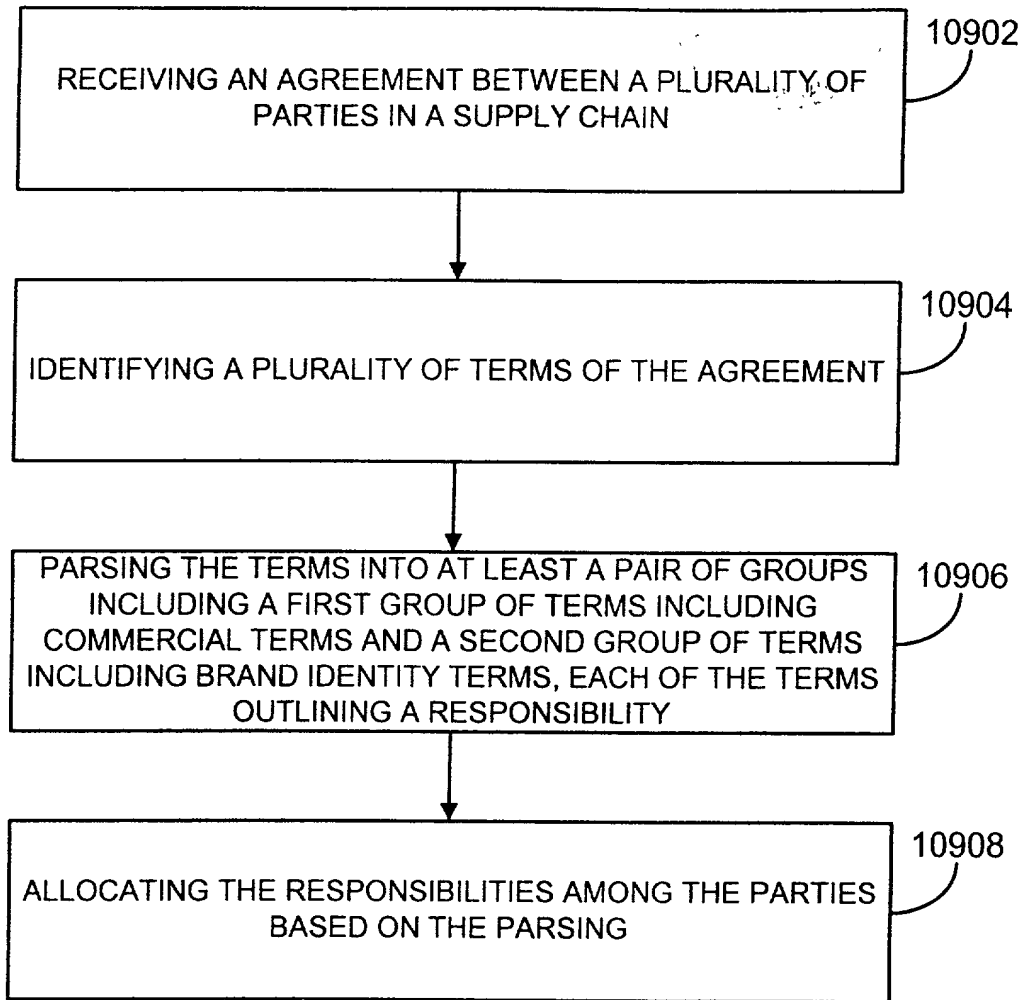 10902
RECEIVING AN AGREEMENT BETWEEN A PLURALITY OF
PARTIES IN A SUPPLY CHAIN
10904
IDENTIFYING A PLURALITY OF TERMS OF THE AGREEMENT
10906
PARSING THE TERMS INTO AT LEAST A PAIR OF GROUPS
INCLUDING A FIRST GROUP OF TERMS INCLUDING
COMMERCIAL TERMS AND A SECOND GROUP OF TERMS
INCLUDING BRAND IDENTITY TERMS, EACH OF THE TERMS
OUTLINING A RESPONSIBILITY
10908
ALLOCATING THE RESPONSIBILITIES AMONG THE PARTIES
BASED ON THE PARSING